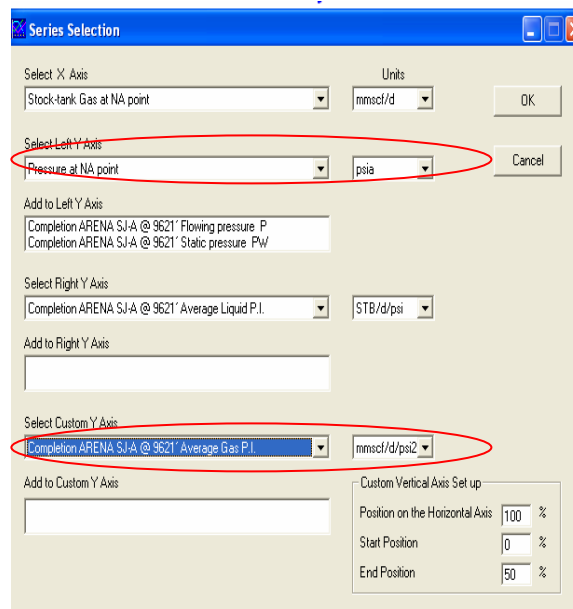 Series Selection
Select X Axis
Units
Stock-tank Gas at NA point
mmscf/d
OK
Select Left Y Axis
Pressure at NA point
psia
Cancel
Add to Left Y Axis
Completion ARENA SJ-A @ 9621´ Flowing pressure P
Completion ARENA SJ-A @ 9621´ Static pressure PW
Select Right Y Axis
Completion ARENA SJ-A @ 9621´ Average Liquid P.I.
STB/d/psi
Add to Right Y Axis
Select Custom Y Axis
Completion ARENA SJ-A @ 9621´ Average Gas P.I.
mmscf/d/psi2
Add to Custom Y Axis
Custom Vertical Axis Set up
Position on the Horizontal Axis 100 %
Start Position 0 %
End Position 50 %